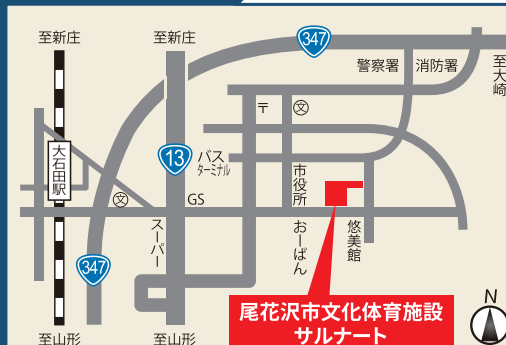 至新庄
至新庄
347
警察署
消防署
至大崎
〒
文
13
バス
ターミナル
大石田駅
市役所
文
GS
スーパー
おーばん
悠美館
347
尾花沢市文化体育施設
サルナート
N
至山形
至山形